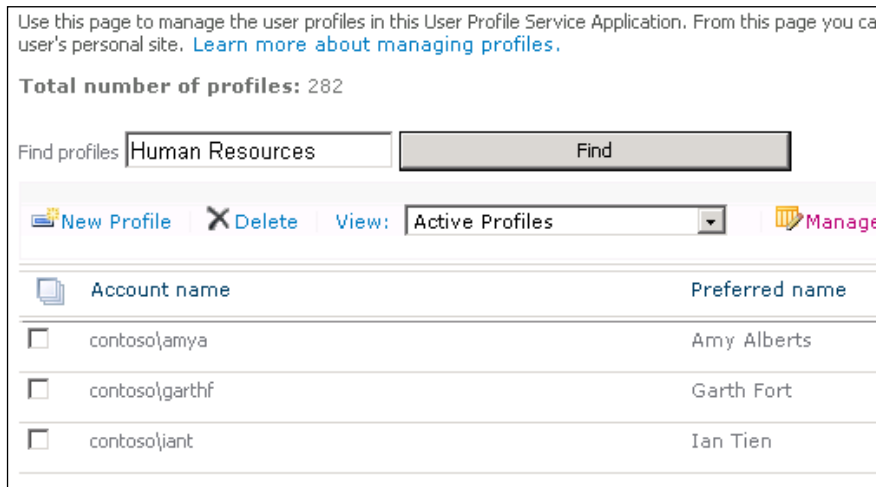 Use this page to manage the user profiles in this User Profile Service Application. From this page you ca
user's personal site. Learn more about managing profiles.
Total number of profiles: 282
Find profiles Human Resources Find
New Profile Delete View: Active Profiles Manage
Account name Preferred name
contoso\amya Amy Alberts
contoso\garthf Garth Fort
contoso\iant Ian Tien